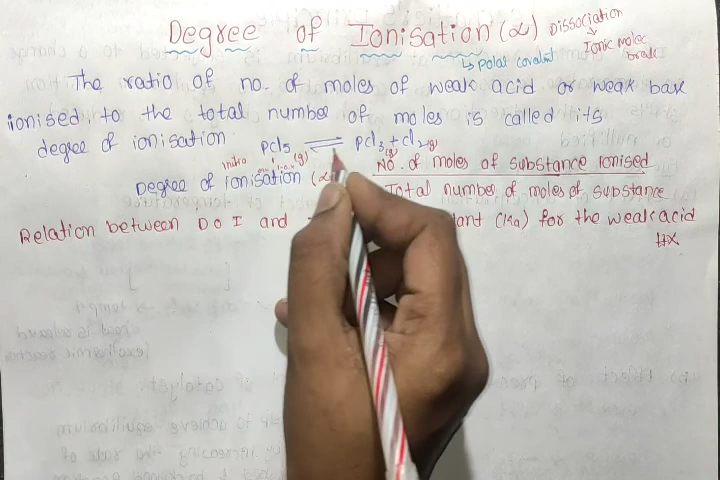 Degree of Ionisation (α) Dissociation
↳ Polar covalent
Ionic molec break
The ratio of no. of moles of weak acid or weak base
ionised to the total number of moles is called its
degree of ionisation
PCl5 (g) ⇌ PCl3 (g) + Cl2 (g)
Degree of ionisation (α)
No. of moles of substance ionised
Total number of moles of substance
Relation between D O I and (Ka) for the weak acid
HX